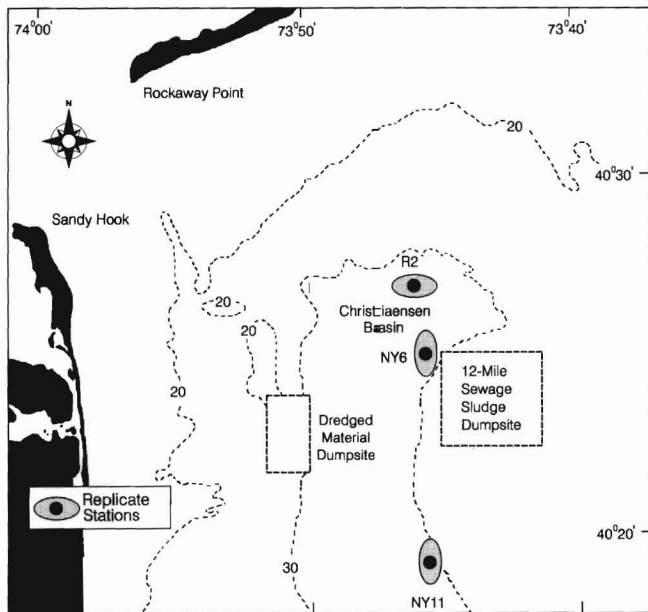 74°00'
73°50'
73°40'
Rockaway Point
N
20
40°30'
Sandy Hook
R2
20
Christiaensen
Basin
20
NY6
12-Mile
Sewage
Sludge
Dumpsite
20
Dredged
Material
Dumpsite
Replicate
Stations
40°20'
30
NY11